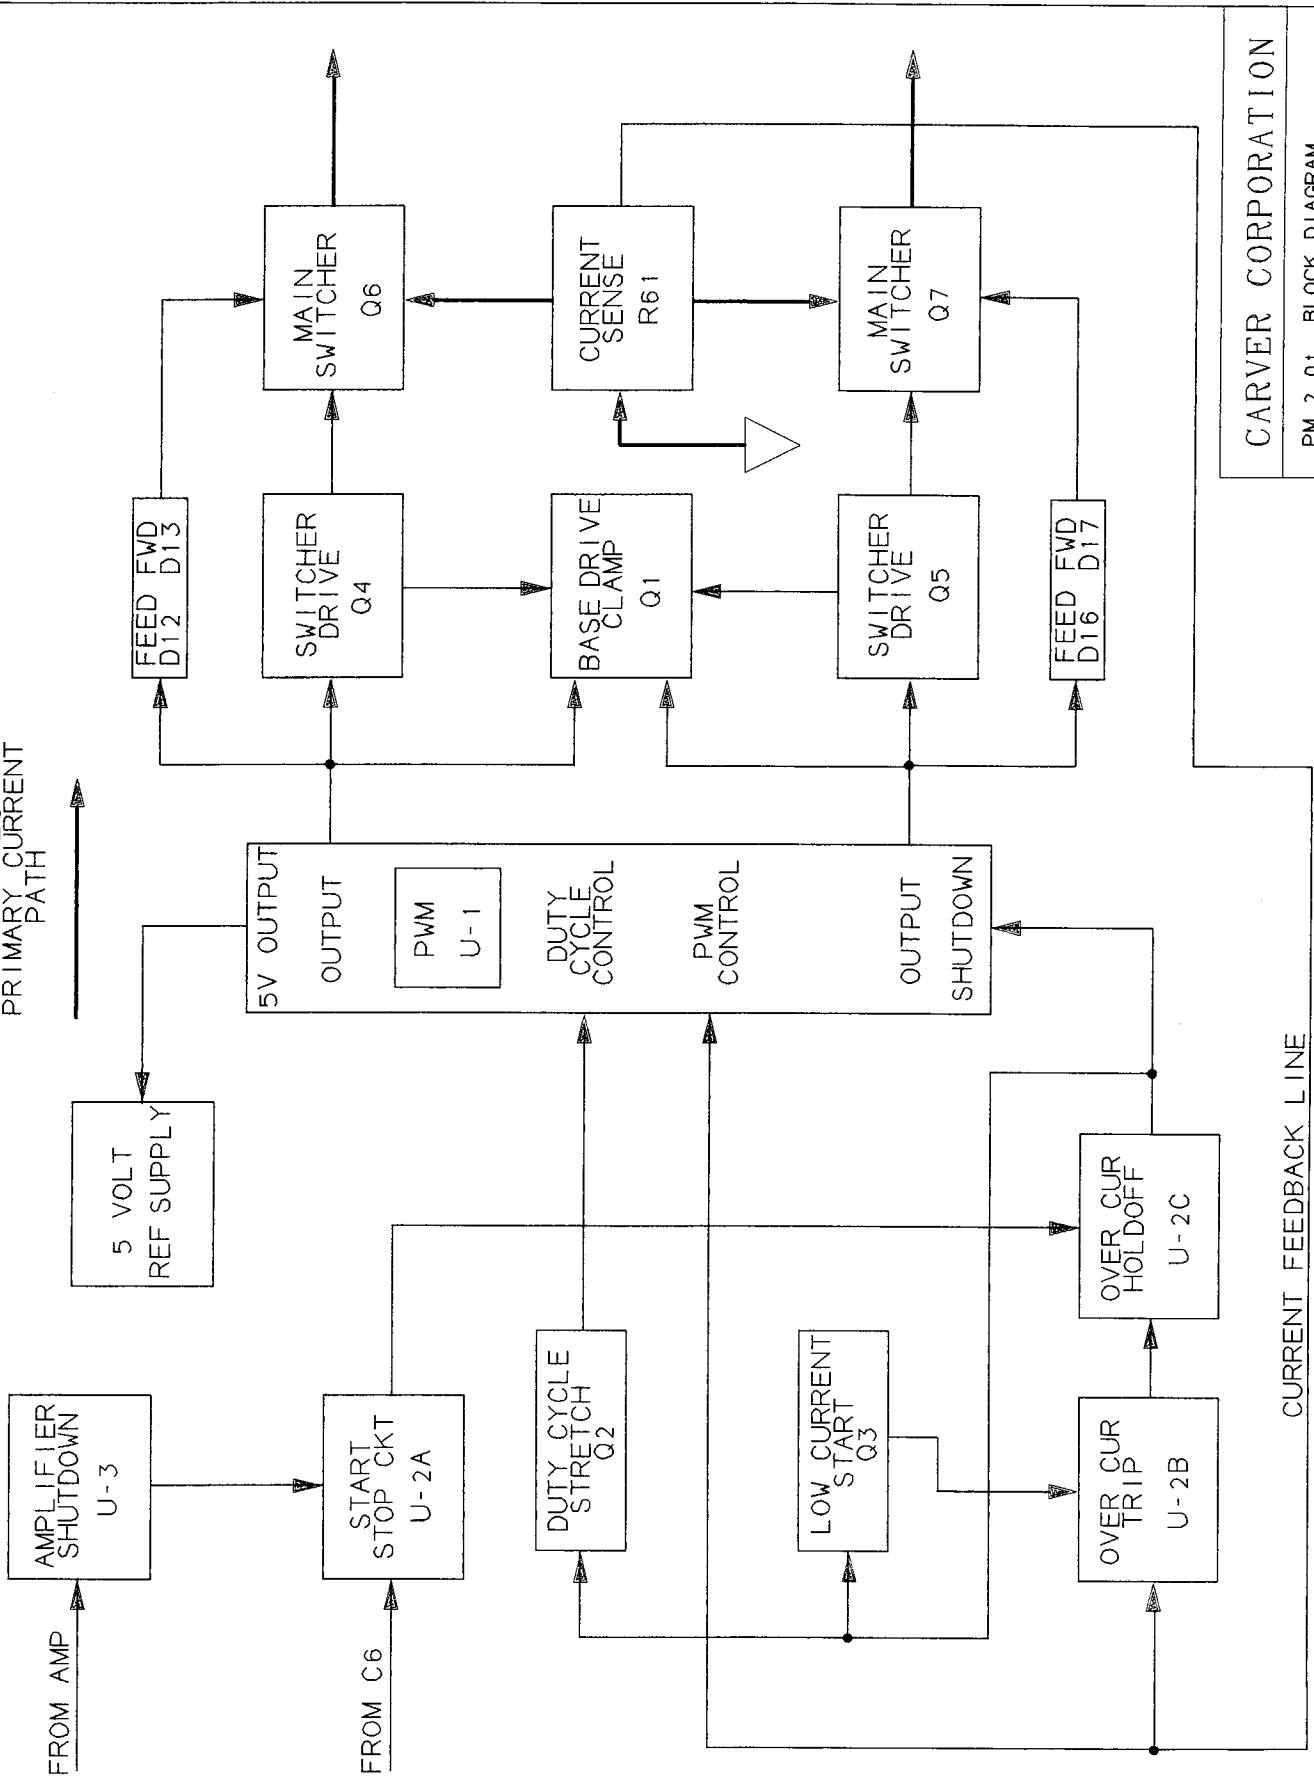 PRIMARY CURRENT
PATH
FROM AMP
AMPLIFIER
SHUTDOWN
U-3
5 VOLT
REF SUPPLY
FEED FWD
D12 D13
FROM C6
START
STOP CKT
U-2A
5V OUTPUT
OUTPUT
PWM
U-1
DUTY
CYCLE
CONTROL
PWM
CONTROL
OUTPUT
SHUTDOWN
SWITCHER
DRIVE
Q4
MAIN
SWITCHER
Q6
DUTY CYCLE
STRETCH
Q2
BASE DRIVE
CLAMP
Q1
CURRENT
SENSE
R61
LOW CURRENT
START
Q3
SWITCHER
DRIVE
Q5
MAIN
SWITCHER
Q7
OVER CUR
TRIP
U-2B
OVER CUR
HOLDOFF
U-2C
FEED FWD
D16 D17
CURRENT FEEDBACK LINE
CARVER CORPORATION
BLOCK DIAGRAM